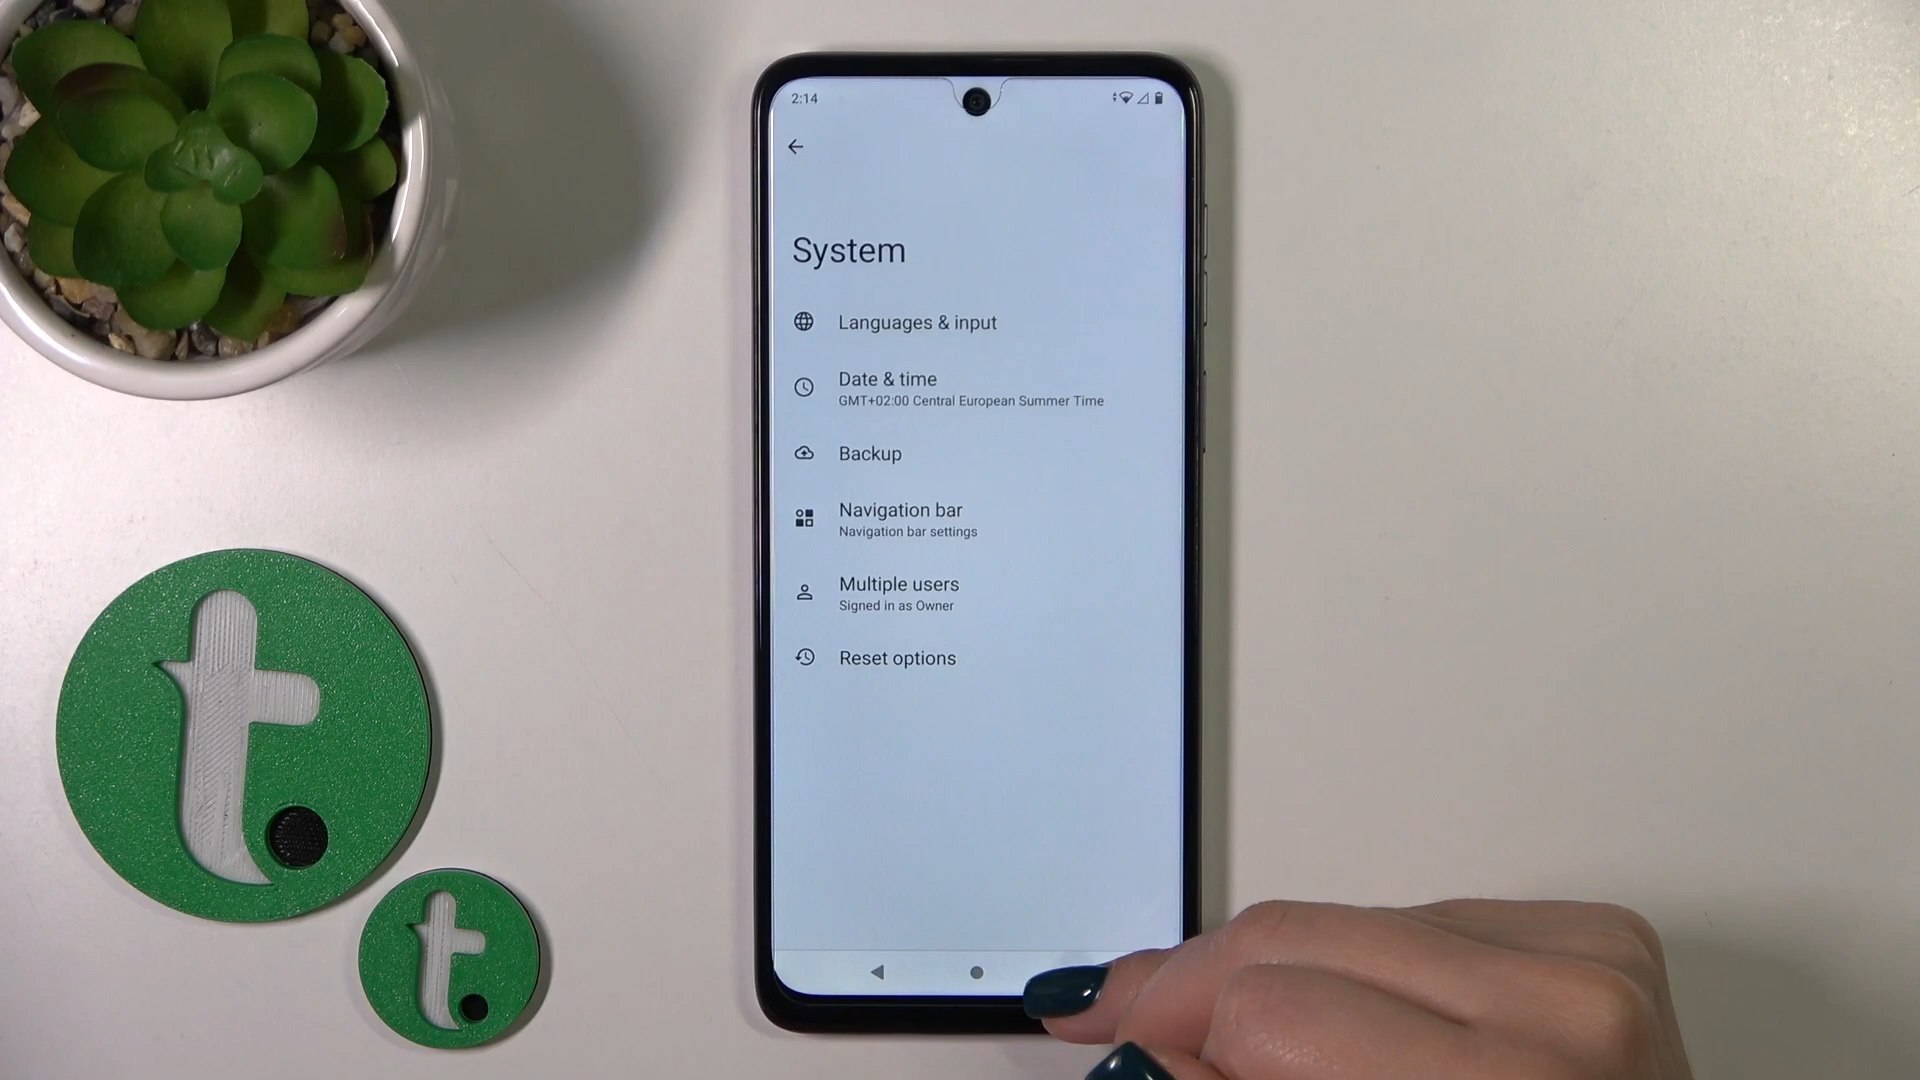 2:14
System
Languages & input
Date & time
GMT+02:00 Central European Summer Time
Backup
Navigation bar
Navigation bar settings
Multiple users
Signed in as Owner
Reset options
t.
t.